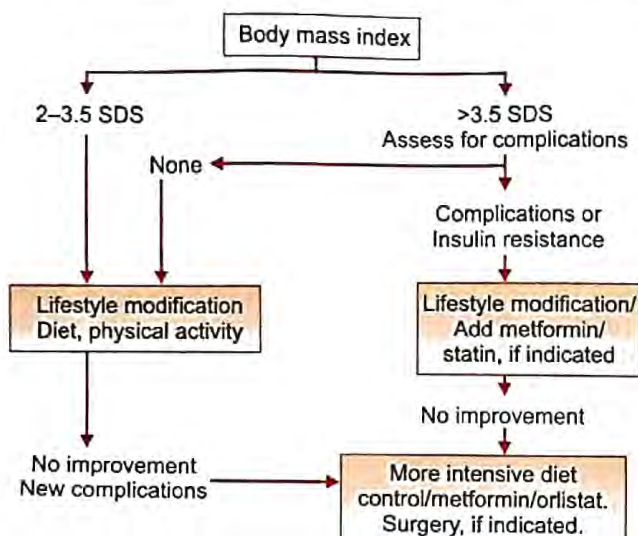 Body mass index
2–3.5 SDS
>3.5 SDS
Assess for complications
None
Complications or
Insulin resistance
Lifestyle modification
Diet, physical activity
Lifestyle modification/
Add metformin/
statin, if indicated
No improvement
No improvement
New complications
More intensive diet
control/metformin/orlistat.
Surgery, if indicated.